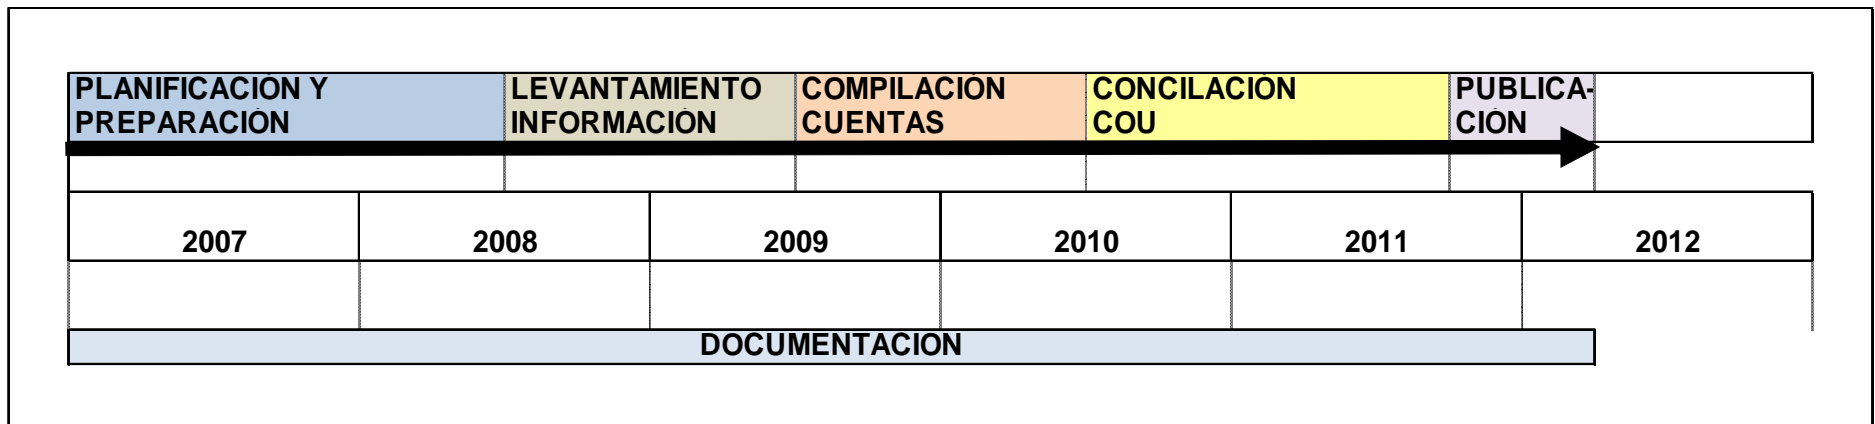 PLANIFICACIÓN Y
PREPARACIÓN
LEVANTAMIENTO
INFORMACIÓN
COMPILACIÓN
CUENTAS
CONCILACIÓN
COU
PUBLICA-
CIÓN
2007
2008
2009
2010
2011
2012
DOCUMENTACION